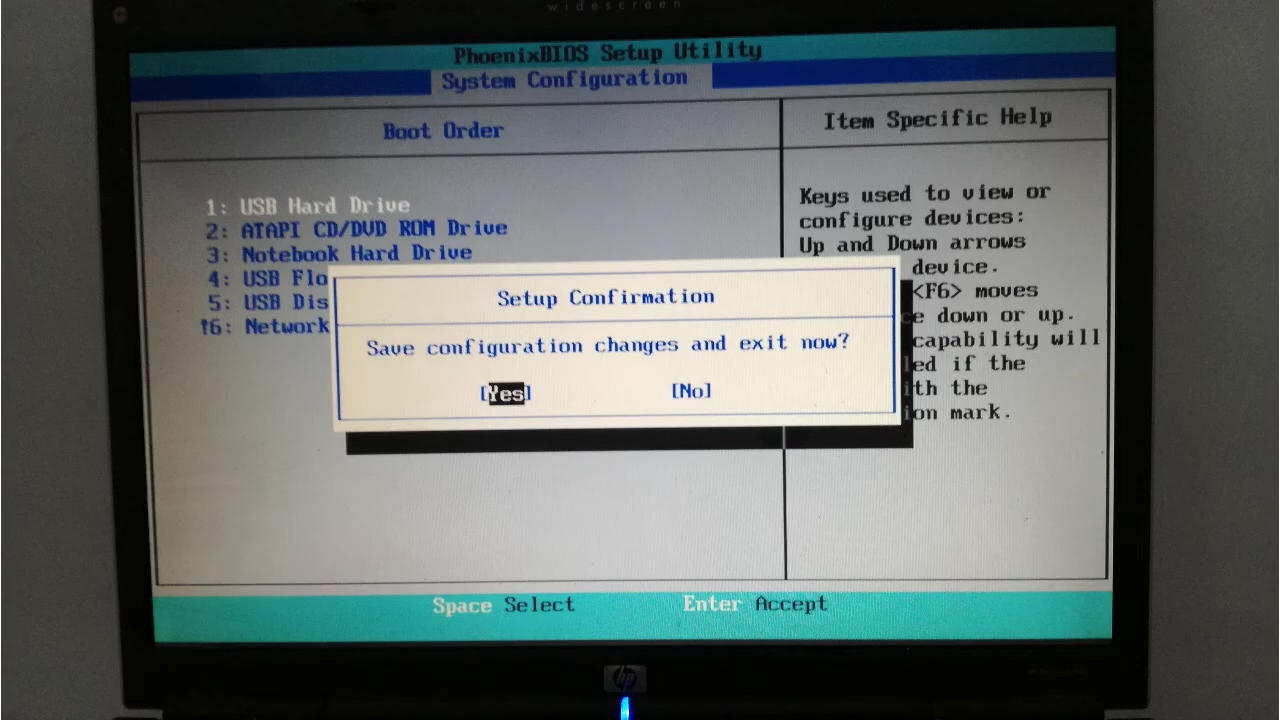 widescreen
PhoenixBIOS Setup Utility
System Configuration
Boot Order
Item Specific Help
1: USB Hard Drive
2: ATAPI CD/DVD ROM Drive
3: Notebook Hard Drive
4: USB Flo
5: USB Dis
!6: Network
Keys used to view or
configure devices:
Up and Down arrows
device.
<F6> moves
e down or up.
capability will
led if the
ith the
ion mark.
Setup Confirmation
Save configuration changes and exit now?
[Yes]
[No]
Space Select
Enter Accept
hp